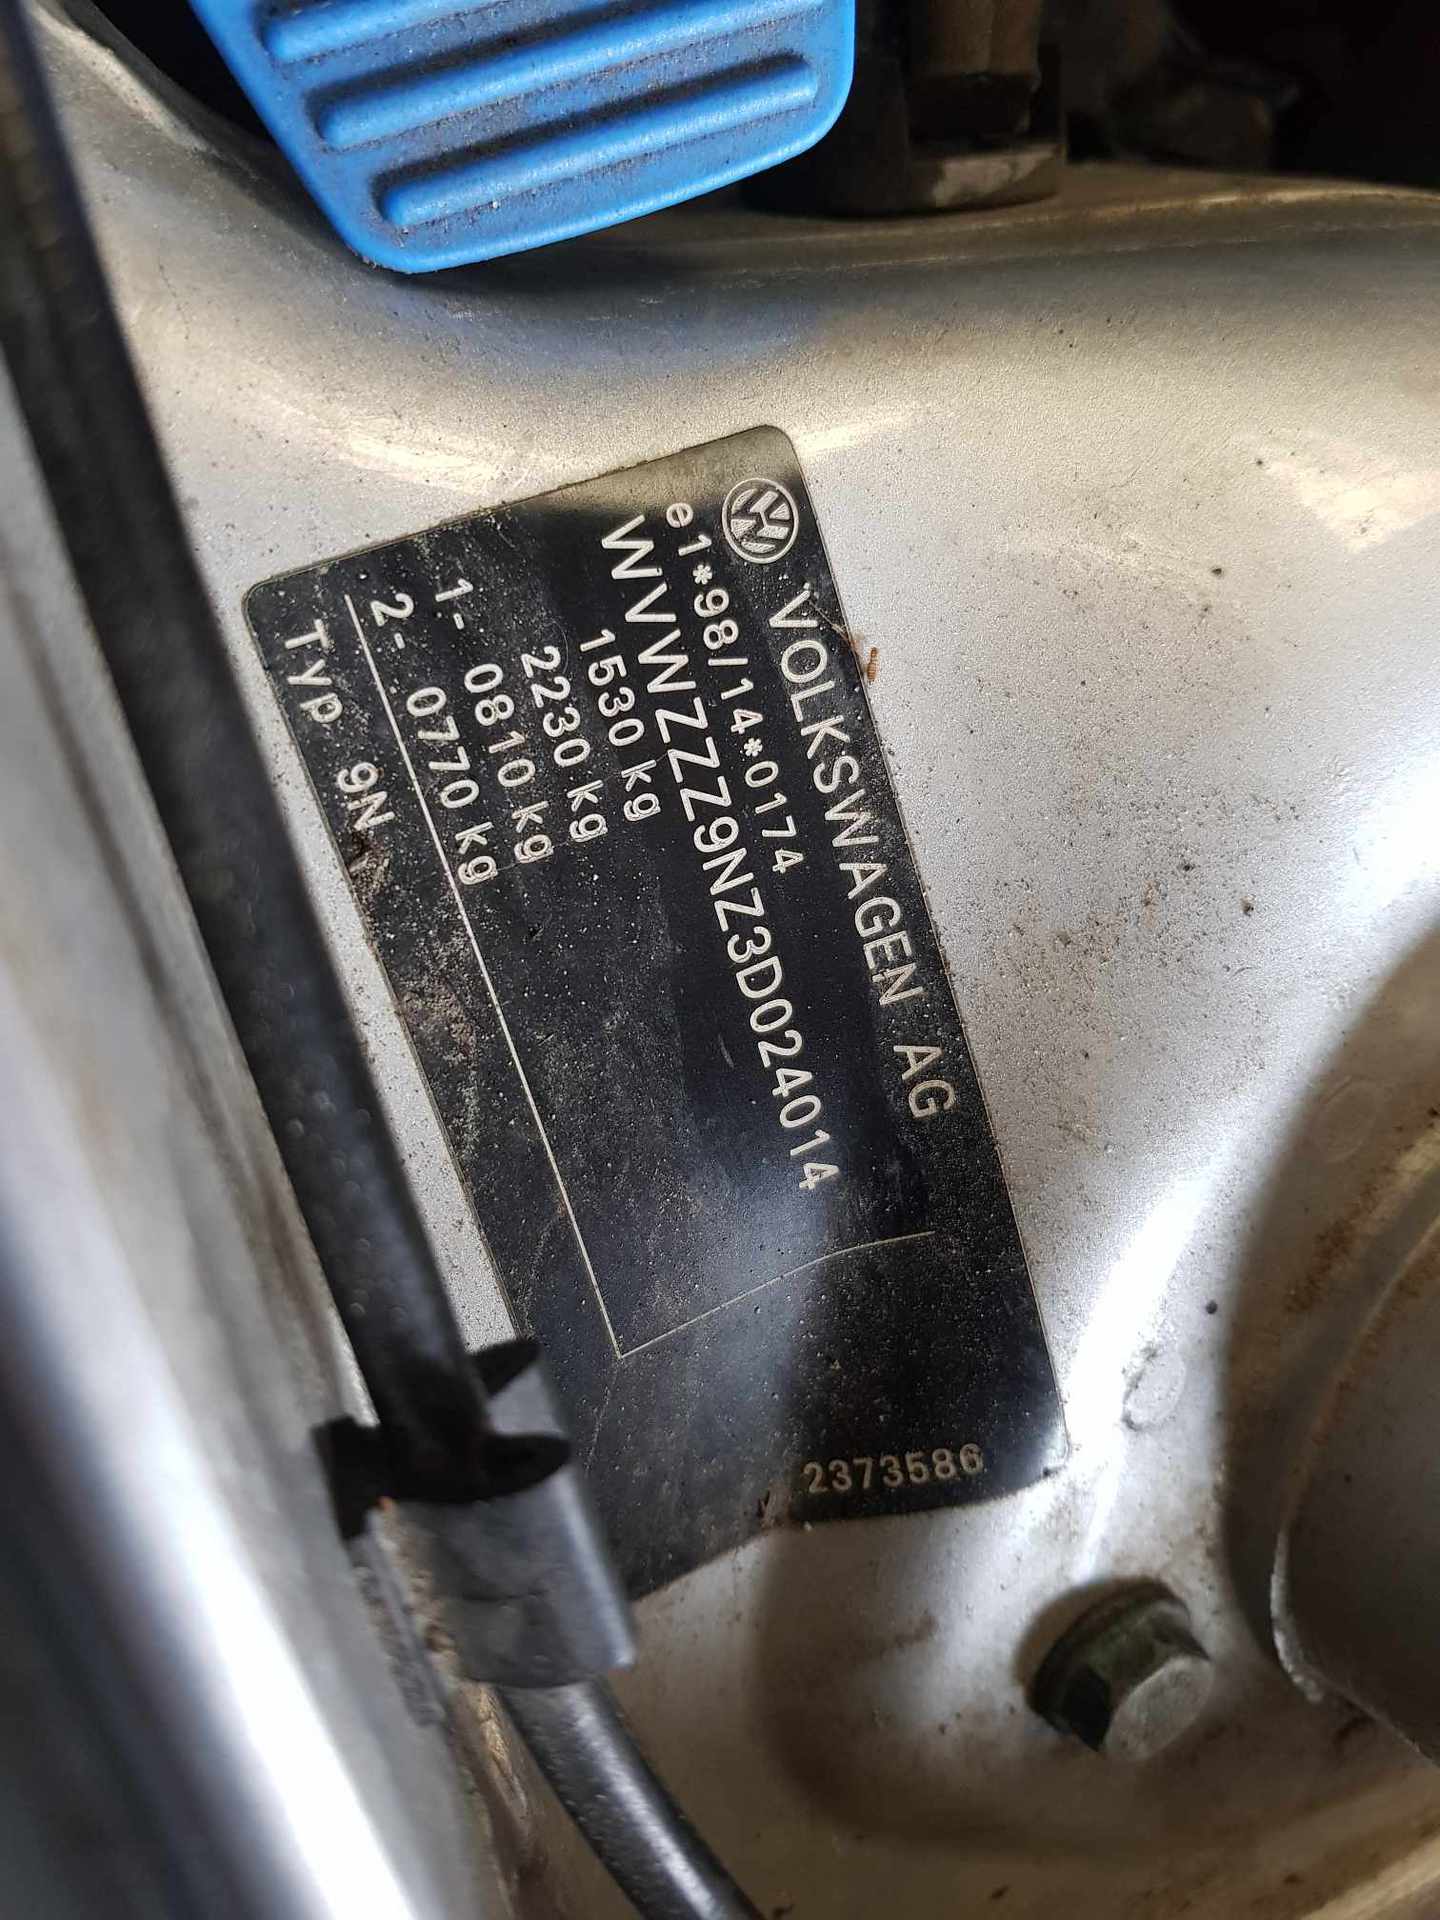 VOLKSWAGEN AG
e1*98/14*0174
WVWZZZ9NZ3D024014
1530 kg
2230 kg
1- 0810 kg
2- 0770 kg
Typ 9N
2373586